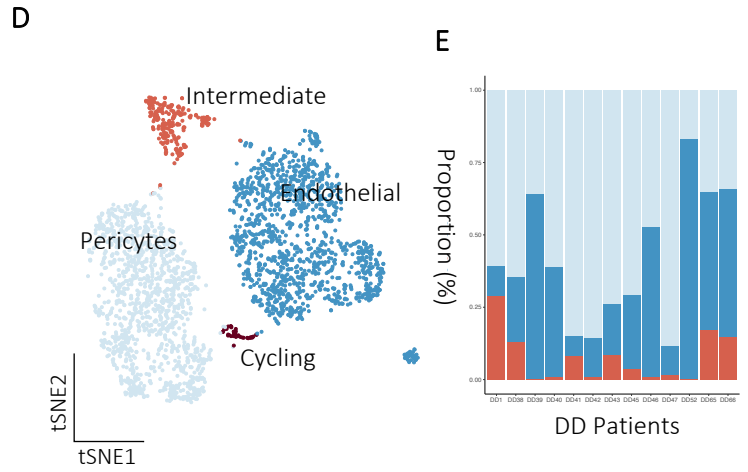 D
E
Intermediate
Endothelial
Pericytes
Cycling
tSNE2
tSNE1
Proportion (%)
1.00
0.75
0.50
0.25
0.00
DD1 DD38 DD39 DD40 DD41 DD42 DD43 DD45 DD46 DD47 DD52 DD65 DD66
DD Patients